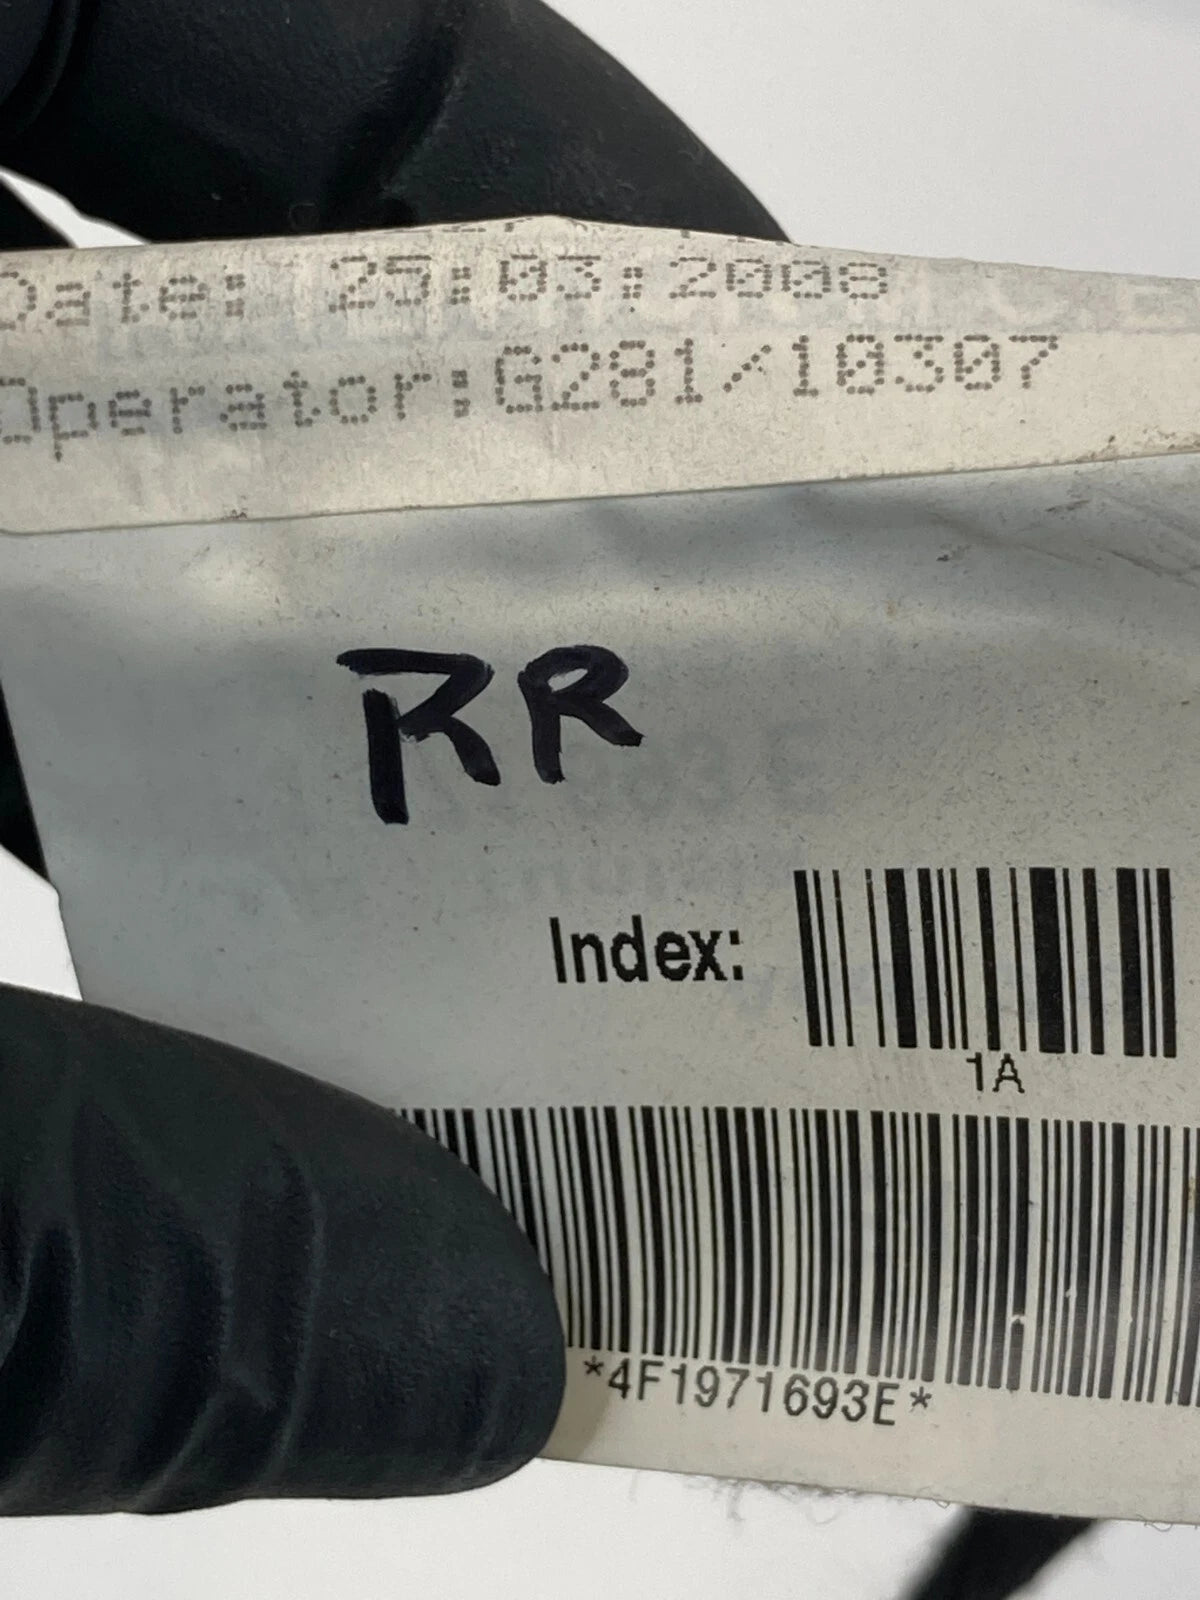 Date: 25:03:2008
Operator:G281/10307
RR
Index:
1A
*4F1971693E*